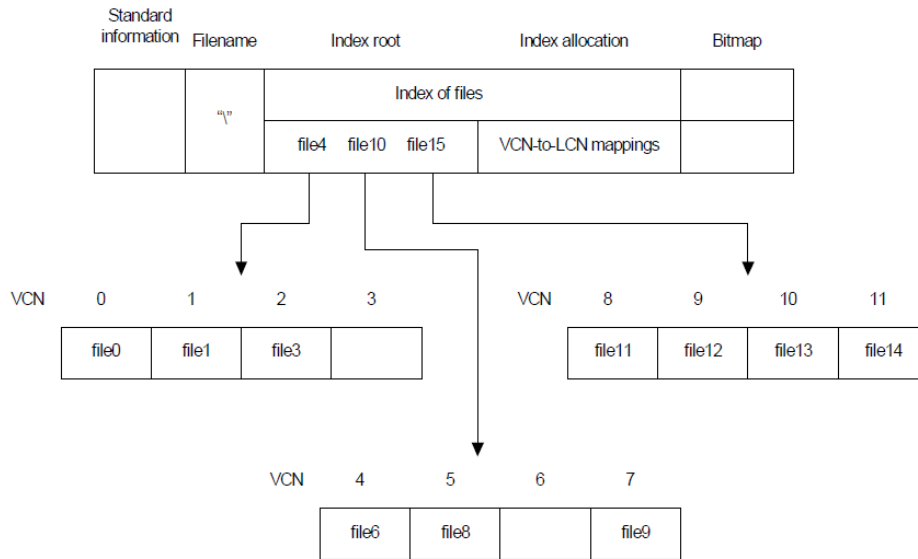 Standard
information Filename Index root Index allocation Bitmap
Index of files
"\"
file4 file10 file15 VCN-to-LCN mappings
VCN 0 1 2 3
file0 file1 file3
VCN 8 9 10 11
file11 file12 file13 file14
VCN 4 5 6 7
file6 file8 file9